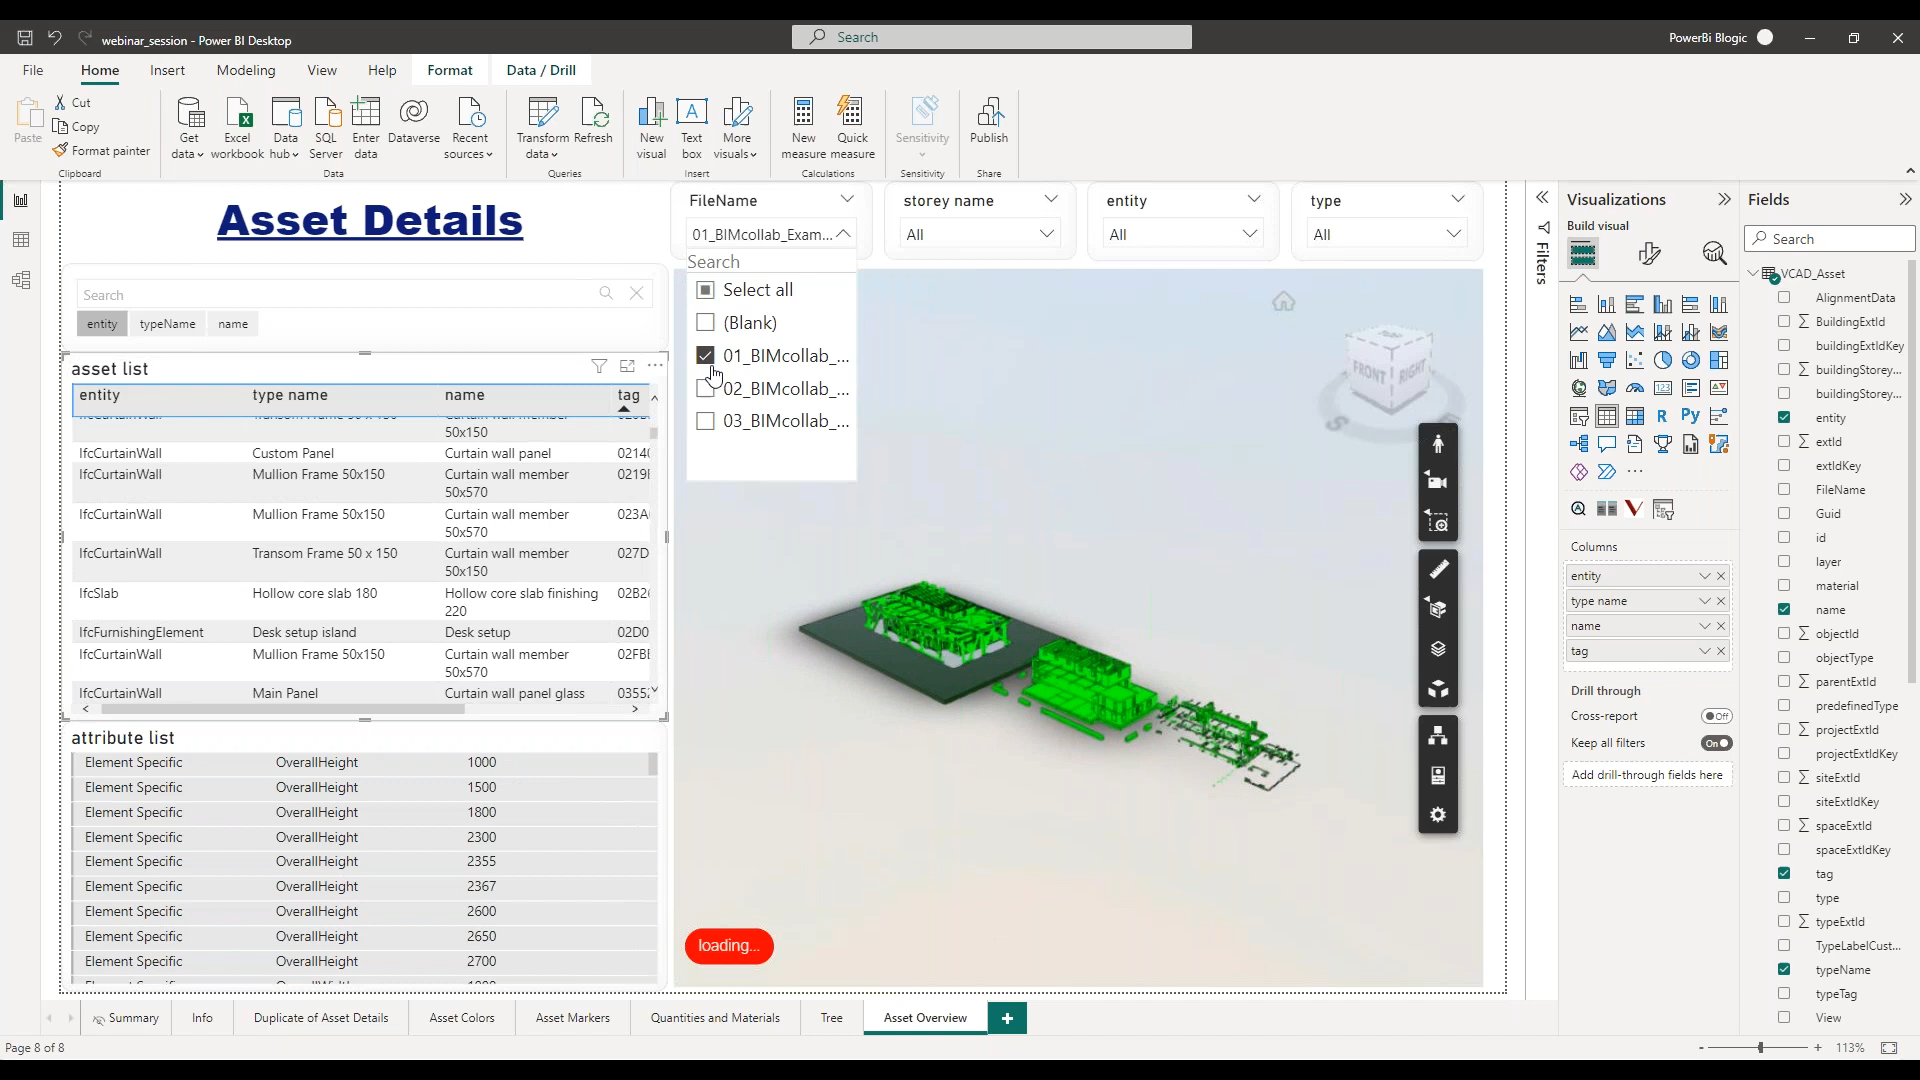 webinar_session - Power BI Desktop
Search
PowerBi Blogic
File
Home
Insert
Modeling
View
Help
Format
Data / Drill
Paste
Cut
Copy
Format painter
Clipboard
Get data
Excel workbook
Data hub
SQL Server
Enter data
Dataverse
Recent sources
Data
Transform data
Refresh
Queries
New visual
Text box
More visuals
Insert
New measure
Quick measure
Calculations
Sensitivity
Sensitivity
Publish
Share
Asset Details
Search
entity
typeName
name
asset list
entity type name name tag
50x150
IfcCurtainWall Custom Panel Curtain wall panel
IfcCurtainWall Mullion Frame 50x150 Curtain wall member
50x570
IfcCurtainWall Mullion Frame 50x150 Curtain wall member
50x570
IfcCurtainWall Transom Frame 50 x 150 Curtain wall member 027D
50x150
IfcSlab Hollow core slab 180 Hollow core slab finishing
220
IfcFurnishingElement Desk setup island Desk setup 02D0
IfcCurtainWall Mullion Frame 50x150 Curtain wall member
50x570
IfcCurtainWall Main Panel Curtain wall panel glass
attribute list
Element Specific OverallHeight 1000
Element Specific OverallHeight 1500
Element Specific OverallHeight 1800
Element Specific OverallHeight 2300
Element Specific OverallHeight 2355
Element Specific OverallHeight 2367
Element Specific OverallHeight 2600
Element Specific OverallHeight 2650
Element Specific OverallHeight 2700
FileName
01_BIMcollab_Exam...
Search
Select all
(Blank)
01_BIMcollab_...
02_BIMcollab_...
03_BIMcollab_...
storey name
All
entity
All
type
All
FRONT
RIGHT
S
loading...
Filters
Visualizations
Build visual
R
Py
Columns
entity
type name
name
tag
Drill through
Cross-report
Off
Keep all filters
On
Add drill-through fields here
Fields
Search
VCAD_Asset
AlignmentData
BuildingExtId
buildingExtIdKey
buildingStorey...
buildingStorey...
entity
extId
extIdKey
FileName
Guid
id
layer
material
name
objectId
objectType
parentExtId
predefinedType
projectExtId
projectExtIdKey
siteExtId
siteExtIdKey
spaceExtId
spaceExtIdKey
tag
type
typeExtId
TypeLabelCust...
typeName
typeTag
View
Summary
Info
Duplicate of Asset Details
Asset Colors
Asset Markers
Quantities and Materials
Tree
Asset Overview
Page 8 of 8
113%